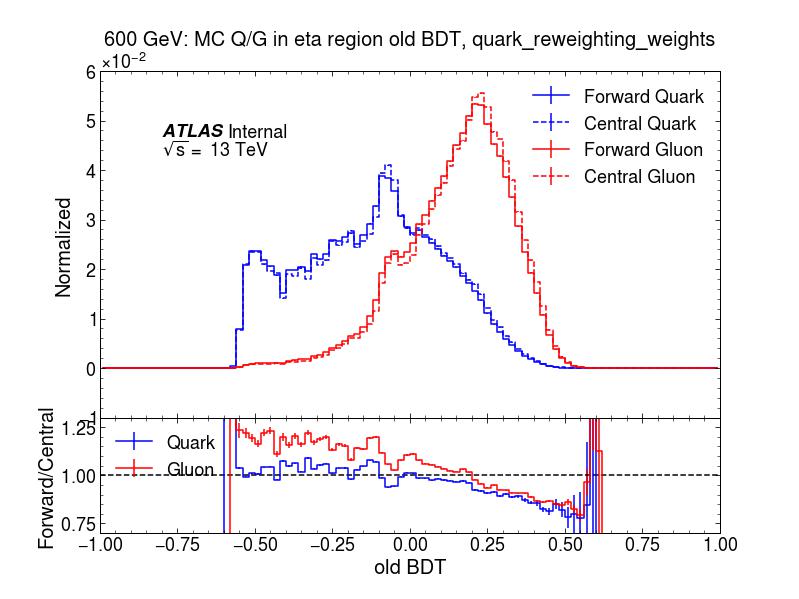 600 GeV: MC Q/G in eta region old BDT, quark_reweighting_weights
×10⁻²
6
5
4
3
2
1
0
1
Normalized
ATLAS Internal
√s = 13 TeV
Forward Quark
Central Quark
Forward Gluon
Central Gluon
Forward/Central
1.25
1.00
0.75
Quark
Gluon
−1.00 −0.75 −0.50 −0.25 0.00 0.25 0.50 0.75 1.00
old BDT